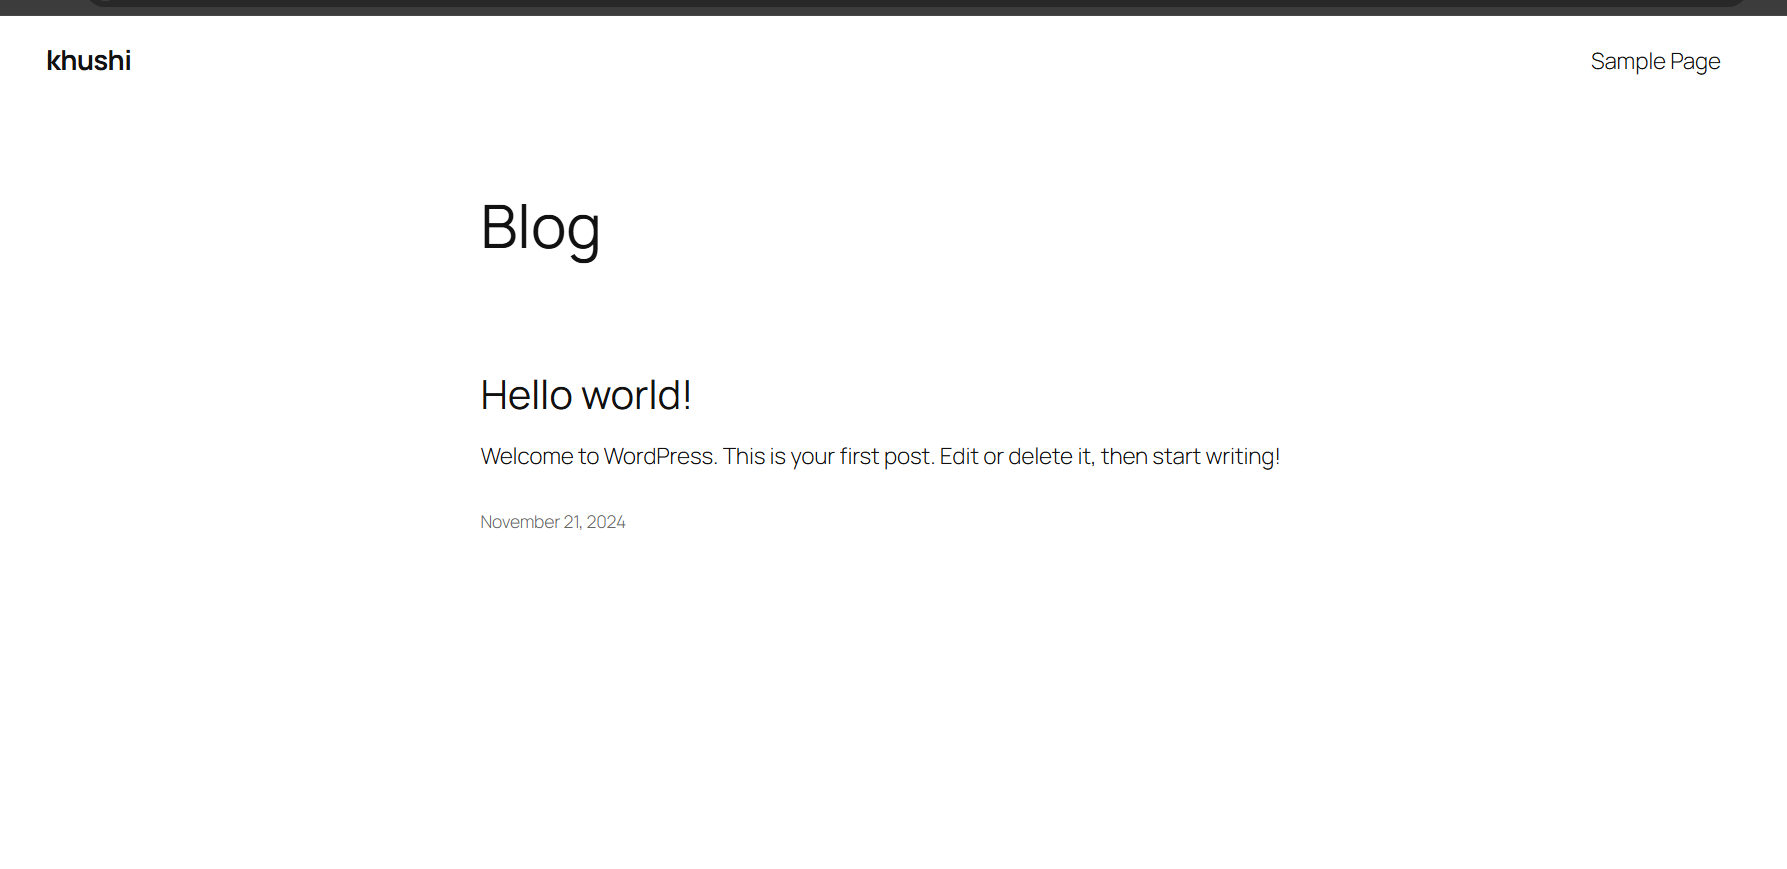 khushi
Sample Page
Blog
Hello world!
Welcome to WordPress. This is your first post. Edit or delete it, then start writing!
November 21, 2024